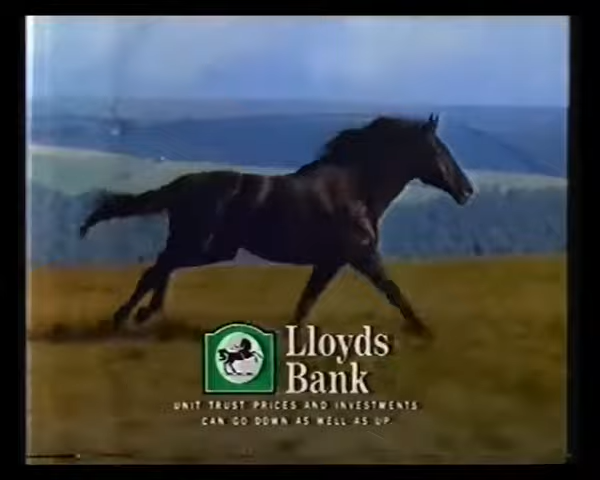 Lloyds
Bank
UNIT TRUST PRICES AND INVESTMENTS
CAN GO DOWN AS WELL AS UP.